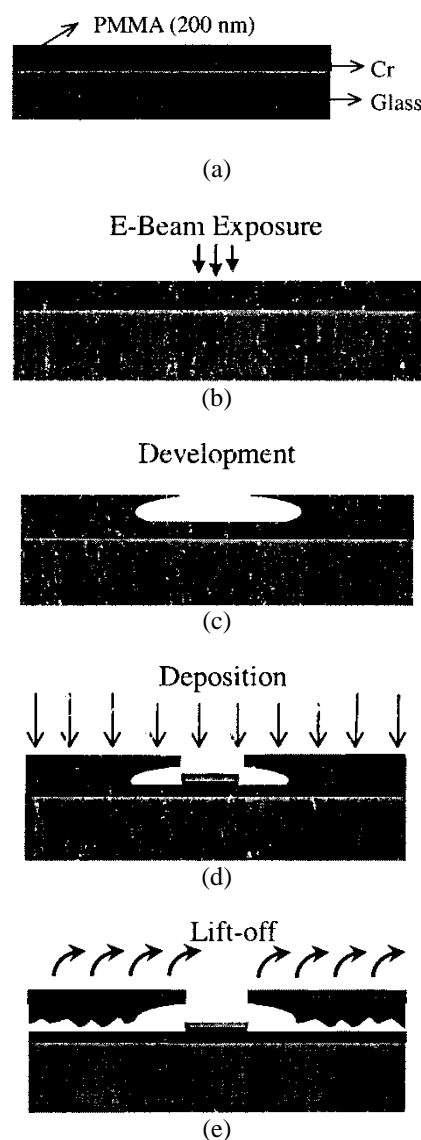 PMMA (200 nm)
Cr
Glass
(a)
E-Beam Exposure
(b)
Development
(c)
Deposition
(d)
Lift-off
(e)